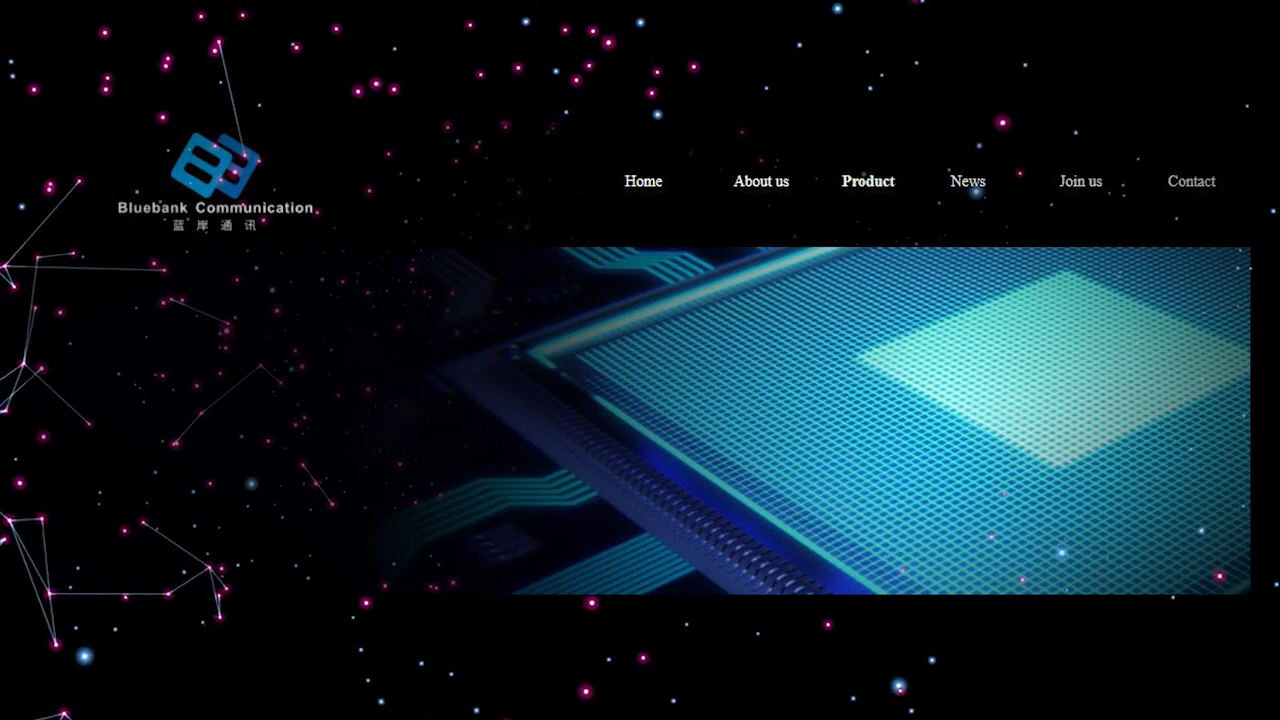 Bluebank Communication
蓝岸通讯
Home About us Product News Join us Contact